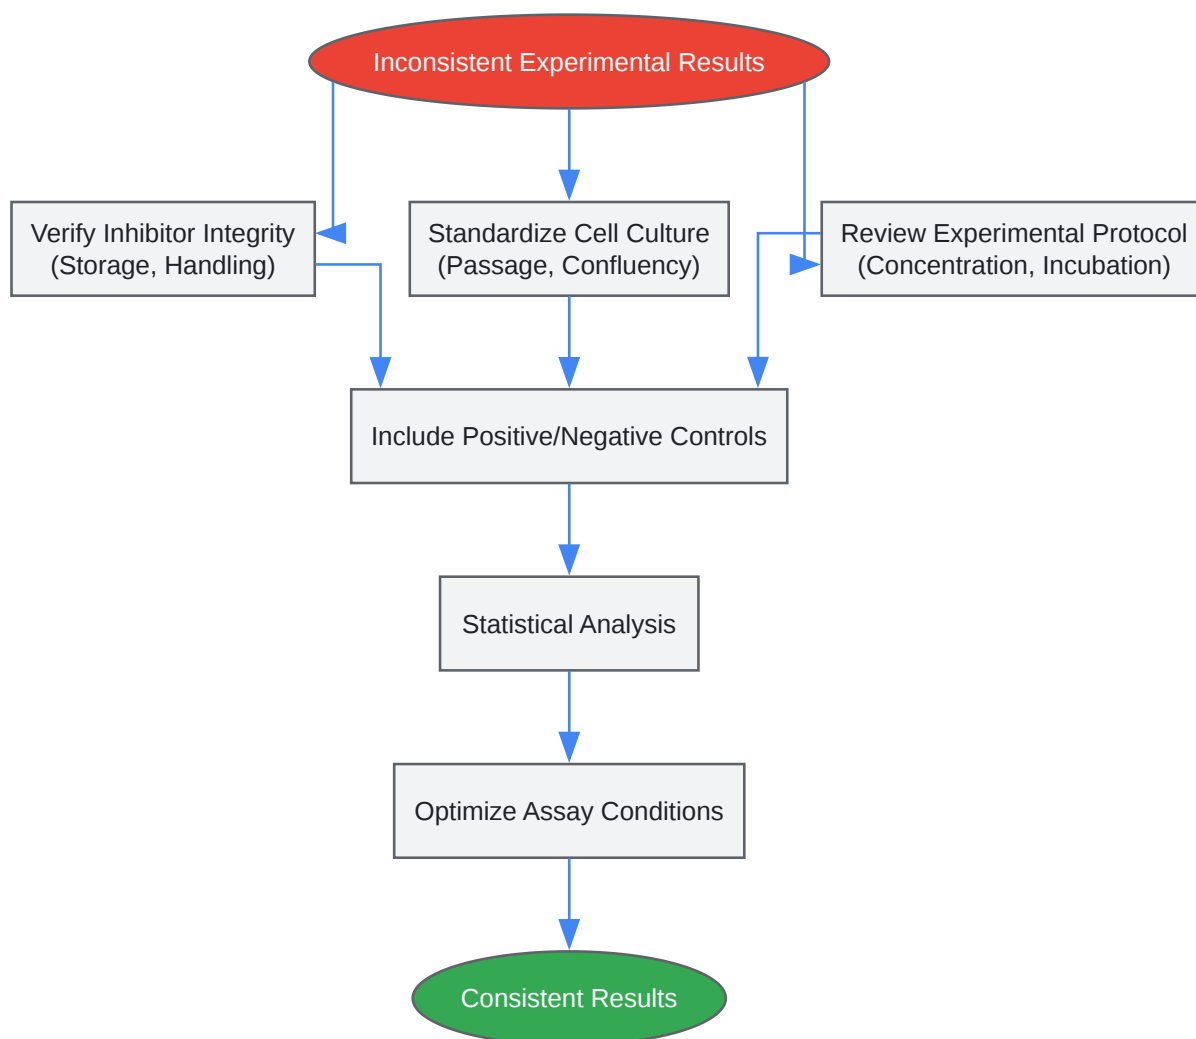 Inconsistent Experimental Results
Verify Inhibitor Integrity
(Storage, Handling)
Standardize Cell Culture
(Passage, Confluency)
Review Experimental Protocol
(Concentration, Incubation)
Include Positive/Negative Controls
Statistical Analysis
Optimize Assay Conditions
Consistent Results